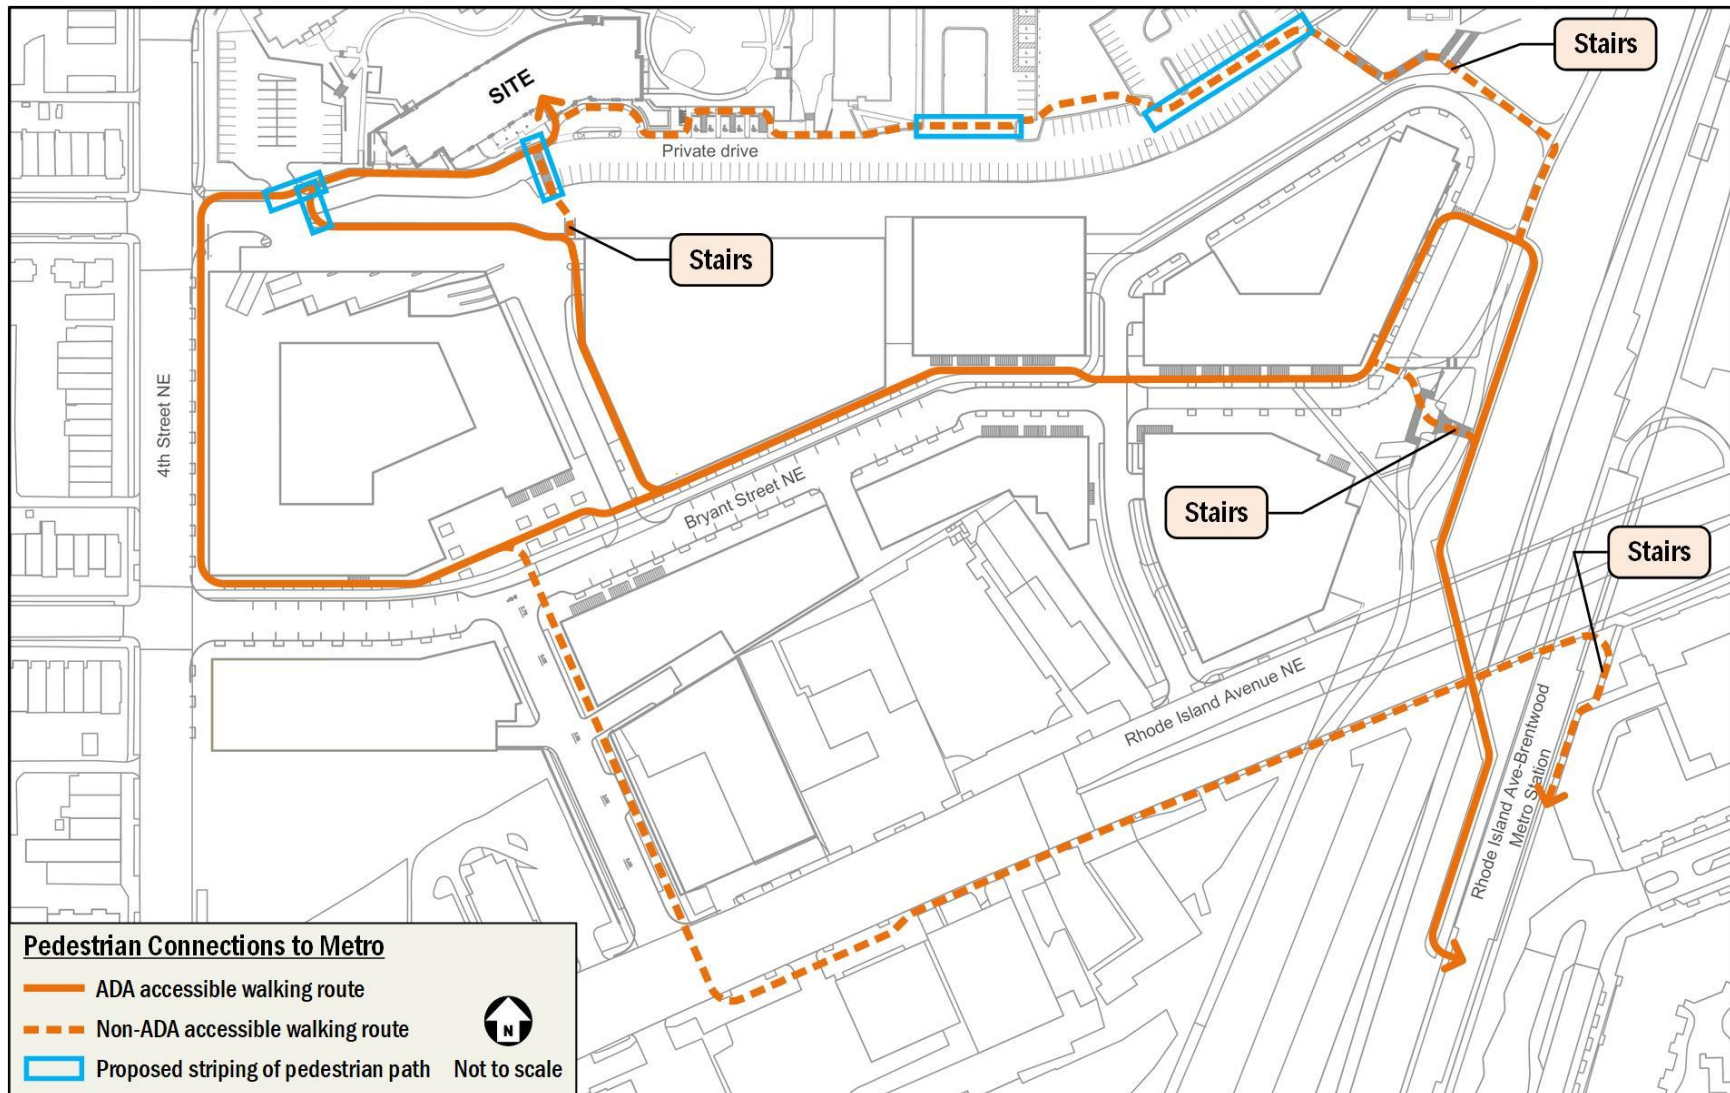 Stairs
SITE
Private drive
Stairs
4th Street NE
Bryant Street NE
Stairs
Stairs
Rhode Island Avenue NE
Rhode Island Ave-Brentwood
Metro Station
Pedestrian Connections to Metro
ADA accessible walking route
Non-ADA accessible walking route
N
Proposed striping of pedestrian path
Not to scale